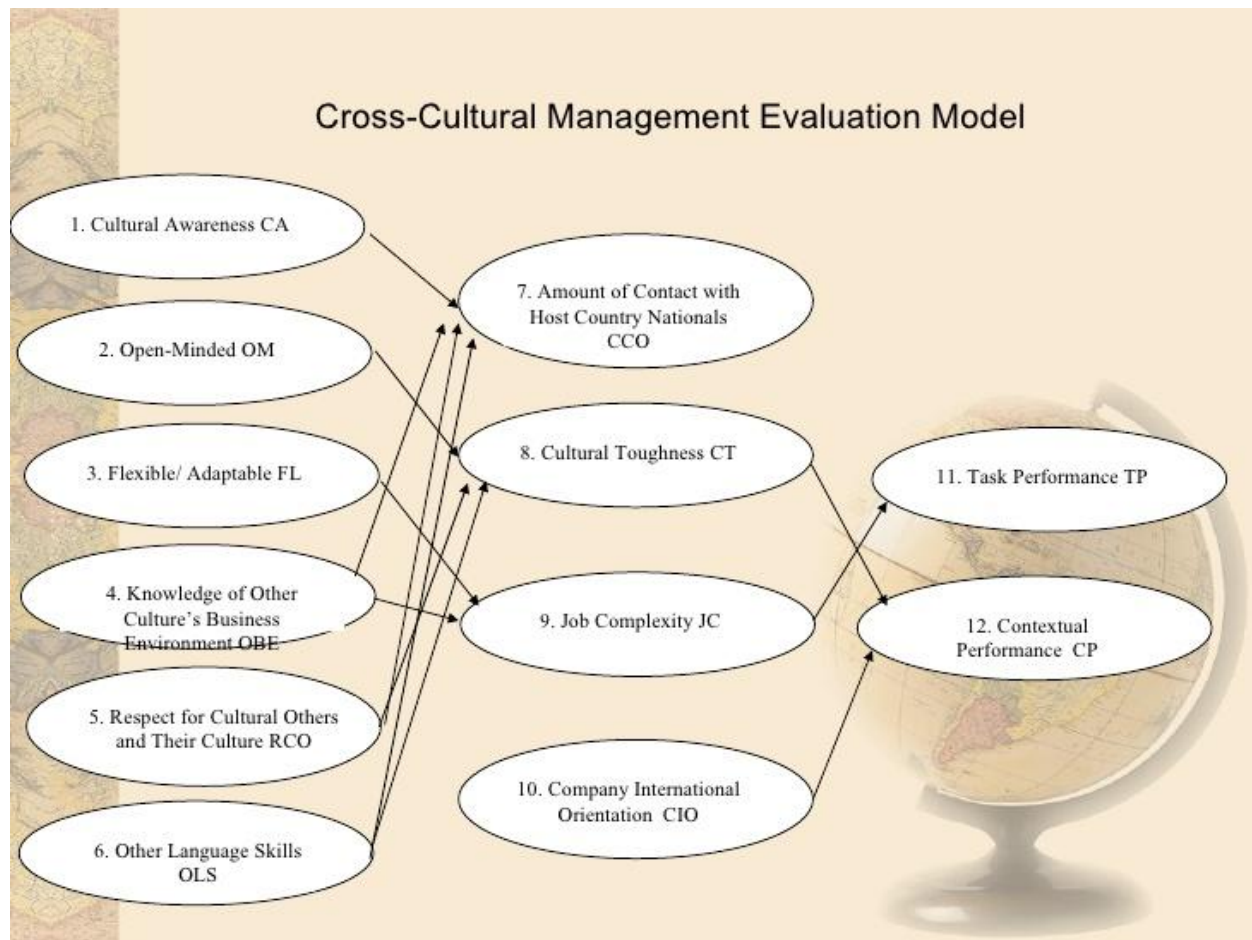 Cross-Cultural Management Evaluation Model
1. Cultural Awareness CA
2. Open-Minded OM
3. Flexible/ Adaptable FL
4. Knowledge of Other
Culture's Business
Environment OBE
5. Respect for Cultural Others
and Their Culture RCO
6. Other Language Skills
OLS
7. Amount of Contact with
Host Country Nationals
CCO
8. Cultural Toughness CT
9. Job Complexity JC
10. Company International
Orientation  CIO
11. Task Performance TP
12. Contextual
Performance  CP